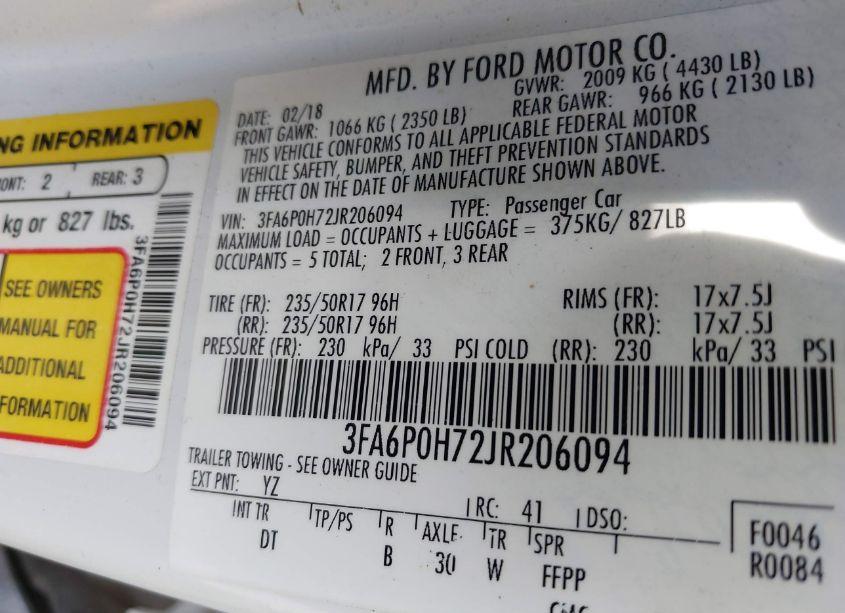 NG INFORMATION
ONT: 2 REAR: 3
kg or 827 lbs.
SEE OWNERS
MANUAL FOR
ADDITIONAL
FORMATION
3FA6P0H72JR206094
MFD. BY FORD MOTOR CO.
DATE: 02/18 GVWR: 2009 KG ( 4430 LB)
FRONT GAWR: 1066 KG ( 2350 LB) REAR GAWR: 966 KG ( 2130 LB)
THIS VEHICLE CONFORMS TO ALL APPLICABLE FEDERAL MOTOR
VEHICLE SAFETY, BUMPER, AND THEFT PREVENTION STANDARDS
IN EFFECT ON THE DATE OF MANUFACTURE SHOWN ABOVE.
VIN: 3FA6P0H72JR206094 TYPE: Passenger Car
MAXIMUM LOAD = OCCUPANTS + LUGGAGE = 375KG/ 827LB
OCCUPANTS = 5 TOTAL; 2 FRONT, 3 REAR
TIRE (FR): 235/50R17 96H RIMS (FR): 17x7.5J
(RR): 235/50R17 96H (RR): 17x7.5J
PRESSURE (FR): 230 kPa/ 33 PSI COLD (RR): 230 kPa/ 33 PSI
3FA6P0H72JR206094
TRAILER TOWING - SEE OWNER GUIDE
EXT PNT: YZ RC: 41 DSO:
INT TR TP/PS R AXLE TR SPR
DT B 30 W FFPP
F0046
R0084